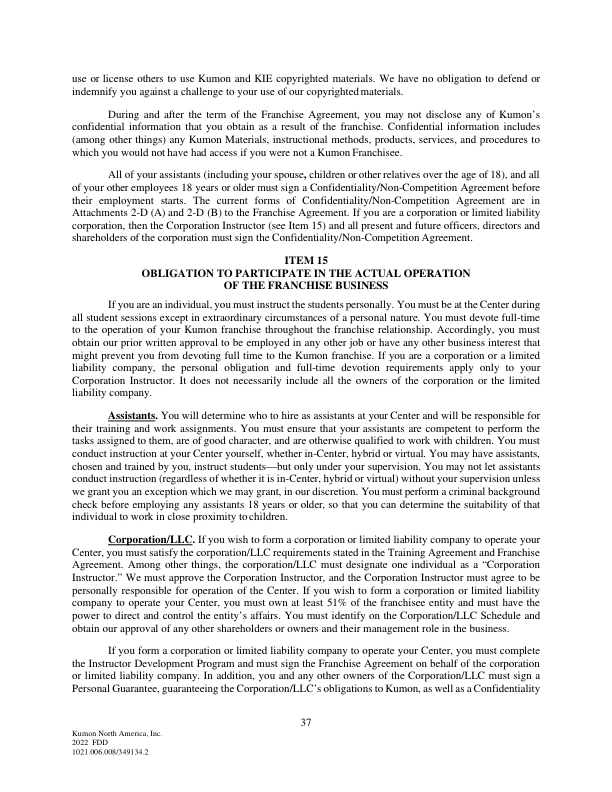 use or license others to use Kumon and KIE copyrighted materials. We have no obligation to defend or
indemnify you against a challenge to your use of our copyrighted materials.
During and after the term of the Franchise Agreement, you may not disclose any of Kumon's
confidential information that you obtain as a result of the franchise. Confidential information includes
(among other things) any Kumon Materials, instructional methods, products, services, and procedures to
which you would not have had access if you were not a Kumon Franchisee.
All of your assistants (including your spouse, children or other relatives over the age of 18), and all
of your other employees 18 years or older must sign a Confidentiality/Non-Competition Agreement before
their employment starts. The current forms of Confidentiality/Non-Competition Agreement are in
Attachments 2-D (A) and 2-D (B) to the Franchise Agreement. If you are a corporation or limited liability
corporation, then the Corporation Instructor (see Item 15) and all present and future officers, directors and
shareholders of the corporation must sign the Confidentiality/Non-Competition Agreement.
ITEM 15
OBLIGATION TO PARTICIPATE IN THE ACTUAL OPERATION
OF THE FRANCHISE BUSINESS
If you are an individual, you must instruct the students personally. You must be at the Center during
all student sessions except in extraordinary circumstances of a personal nature. You must devote full-time
to the operation of your Kumon franchise throughout the franchise relationship. Accordingly, you must
obtain our prior written approval to be employed in any other job or have any other business interest that
might prevent you from devoting full time to the Kumon franchise. If you are a corporation or a limited
liability company, the personal obligation and full-time devotion requirements apply only to your
Corporation Instructor. It does not necessarily include all the owners of the corporation or the limited
liability company.
Assistants. You will determine who to hire as assistants at your Center and will be responsible for
their training and work assignments. You must ensure that your assistants are competent to perform the
tasks assigned to them, are of good character, and are otherwise qualified to work with children. You must
conduct instruction at your Center yourself, whether in-Center, hybrid or virtual. You may have assistants,
chosen and trained by you, instruct students—but only under your supervision. You may not let assistants
conduct instruction (regardless of whether it is in-Center, hybrid or virtual) without your supervision unless
we grant you an exception which we may grant, in our discretion. You must perform a criminal background
check before employing any assistants 18 years or older, so that you can determine the suitability of that
individual to work in close proximity to children.
Corporation/LLC. If you wish to form a corporation or limited liability company to operate your
Center, you must satisfy the corporation/LLC requirements stated in the Training Agreement and Franchise
Agreement. Among other things, the corporation/LLC must designate one individual as a “Corporation
Instructor.” We must approve the Corporation Instructor, and the Corporation Instructor must agree to be
personally responsible for operation of the Center. If you wish to form a corporation or limited liability
company to operate your Center, you must own at least 51% of the franchisee entity and must have the
power to direct and control the entity's affairs. You must identify on the Corporation/LLC Schedule and
obtain our approval of any other shareholders or owners and their management role in the business.
If you form a corporation or limited liability company to operate your Center, you must complete
the Instructor Development Program and must sign the Franchise Agreement on behalf of the corporation
or limited liability company. In addition, you and any other owners of the Corporation/LLC must sign a
Personal Guarantee, guaranteeing the Corporation/LLC's obligations to Kumon, as well as a Confidentiality
37
Kumon North America, Inc.
2022 FDD
1021.006.008/349134.2